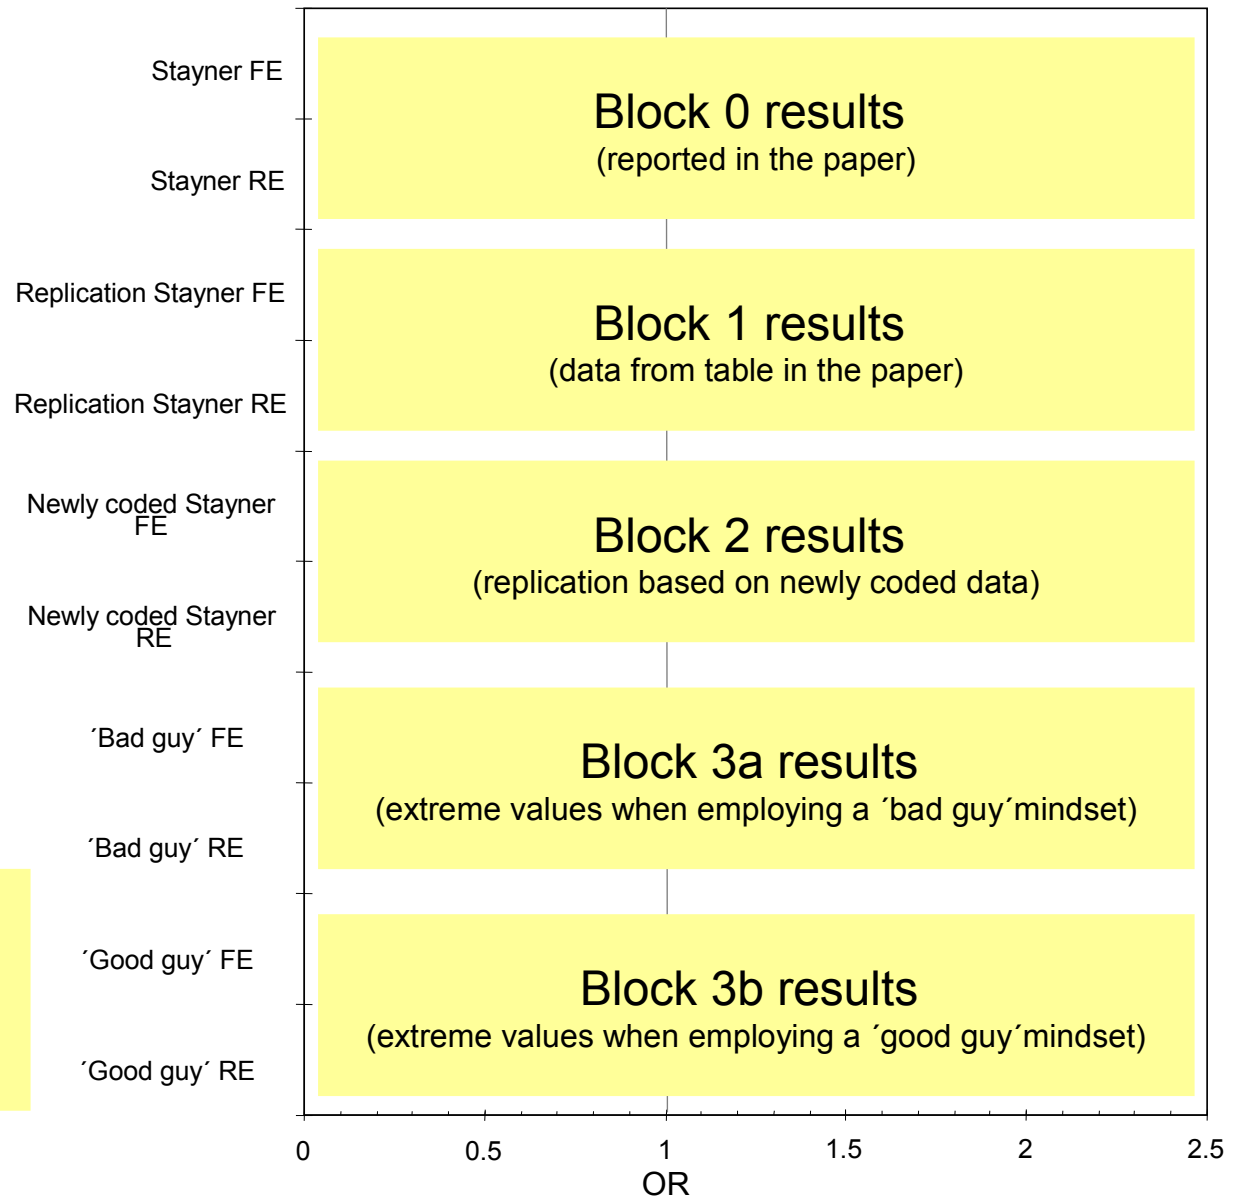 Stayner FE
Block 0 results
(reported in the paper)
Stayner RE
Replication Stayner FE
Block 1 results
(data from table in the paper)
Replication Stayner RE
Newly coded Stayner
FE
Block 2 results
(replication based on newly coded data)
Newly coded Stayner
RE
´Bad guy´ FE
Block 3a results
(extreme values when employing a ´bad guy´mindset)
´Bad guy´ RE
´Good guy´ FE
Block 3b results
(extreme values when employing a ´good guy´mindset)
´Good guy´ RE
0 0.5 1 1.5 2 2.5
OR